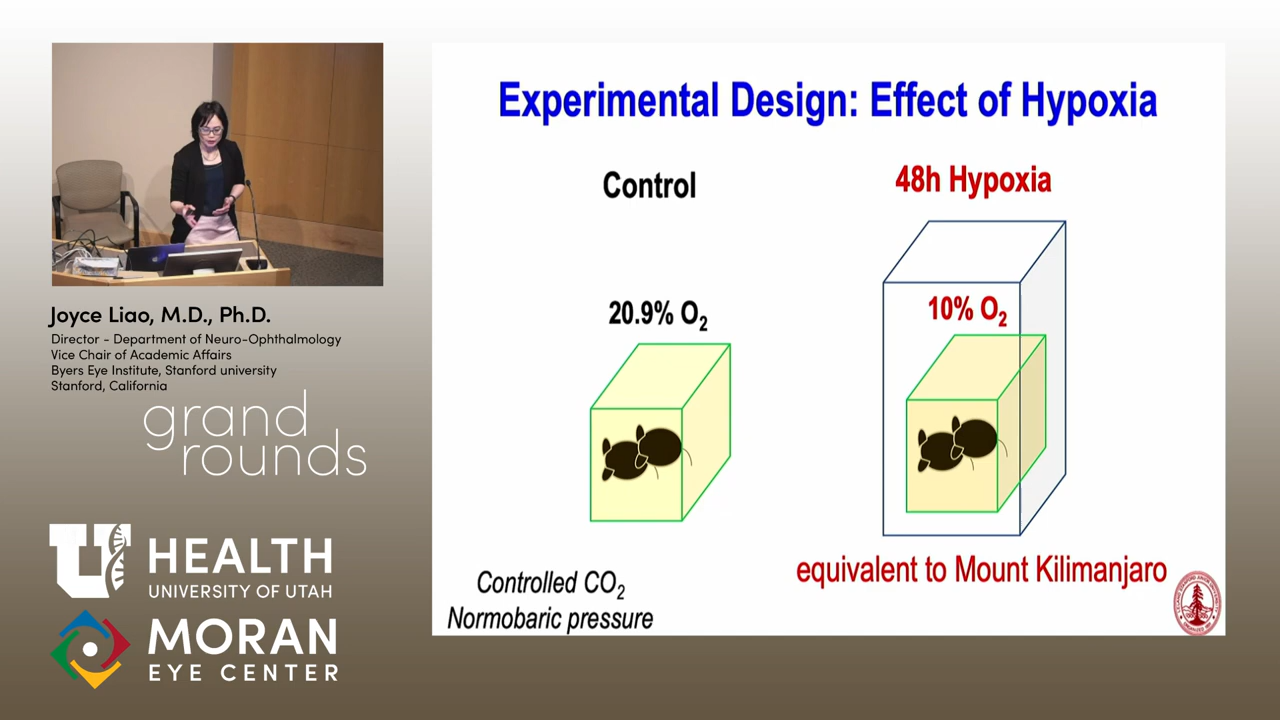 Experimental Design: Effect of Hypoxia
Control
48h Hypoxia
20.9% O₂
10% O₂
Controlled CO₂
Normobaric pressure
equivalent to Mount Kilimanjaro
Joyce Liao, M.D., Ph.D.
Director - Department of Neuro-Ophthalmology
Vice Chair of Academic Affairs
Byers Eye Institute, Stanford university
Stanford, California
grand
rounds
U HEALTH
UNIVERSITY OF UTAH
MORAN
EYE CENTER